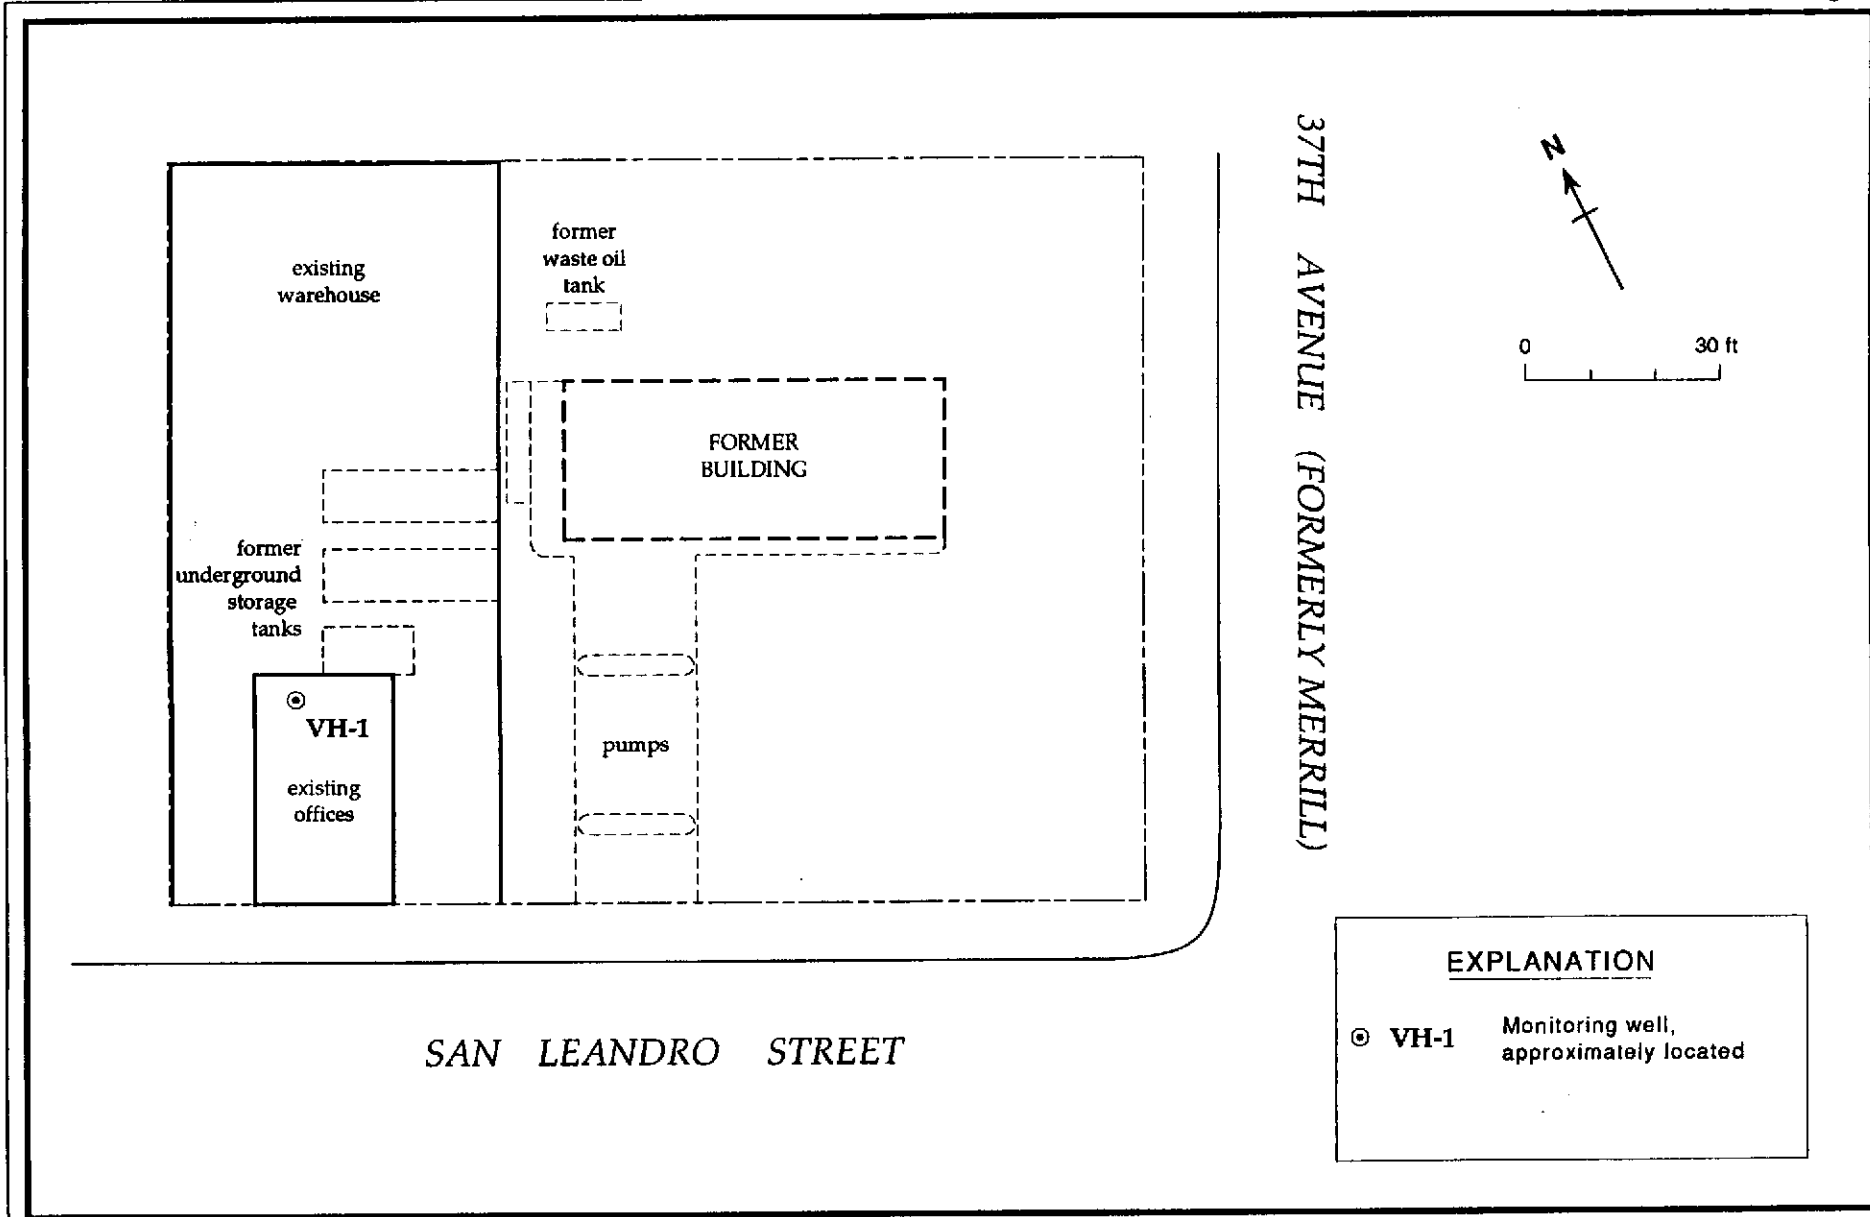 former
waste oil
tank
existing
warehouse
FORMER
BUILDING
former
underground
storage
tanks
VH-1
existing
offices
pumps
37TH AVENUE (FORMERLY MERRILL)
N
0 30 ft
SAN LEANDRO STREET
EXPLANATION
VH-1 Monitoring well,
approximately located